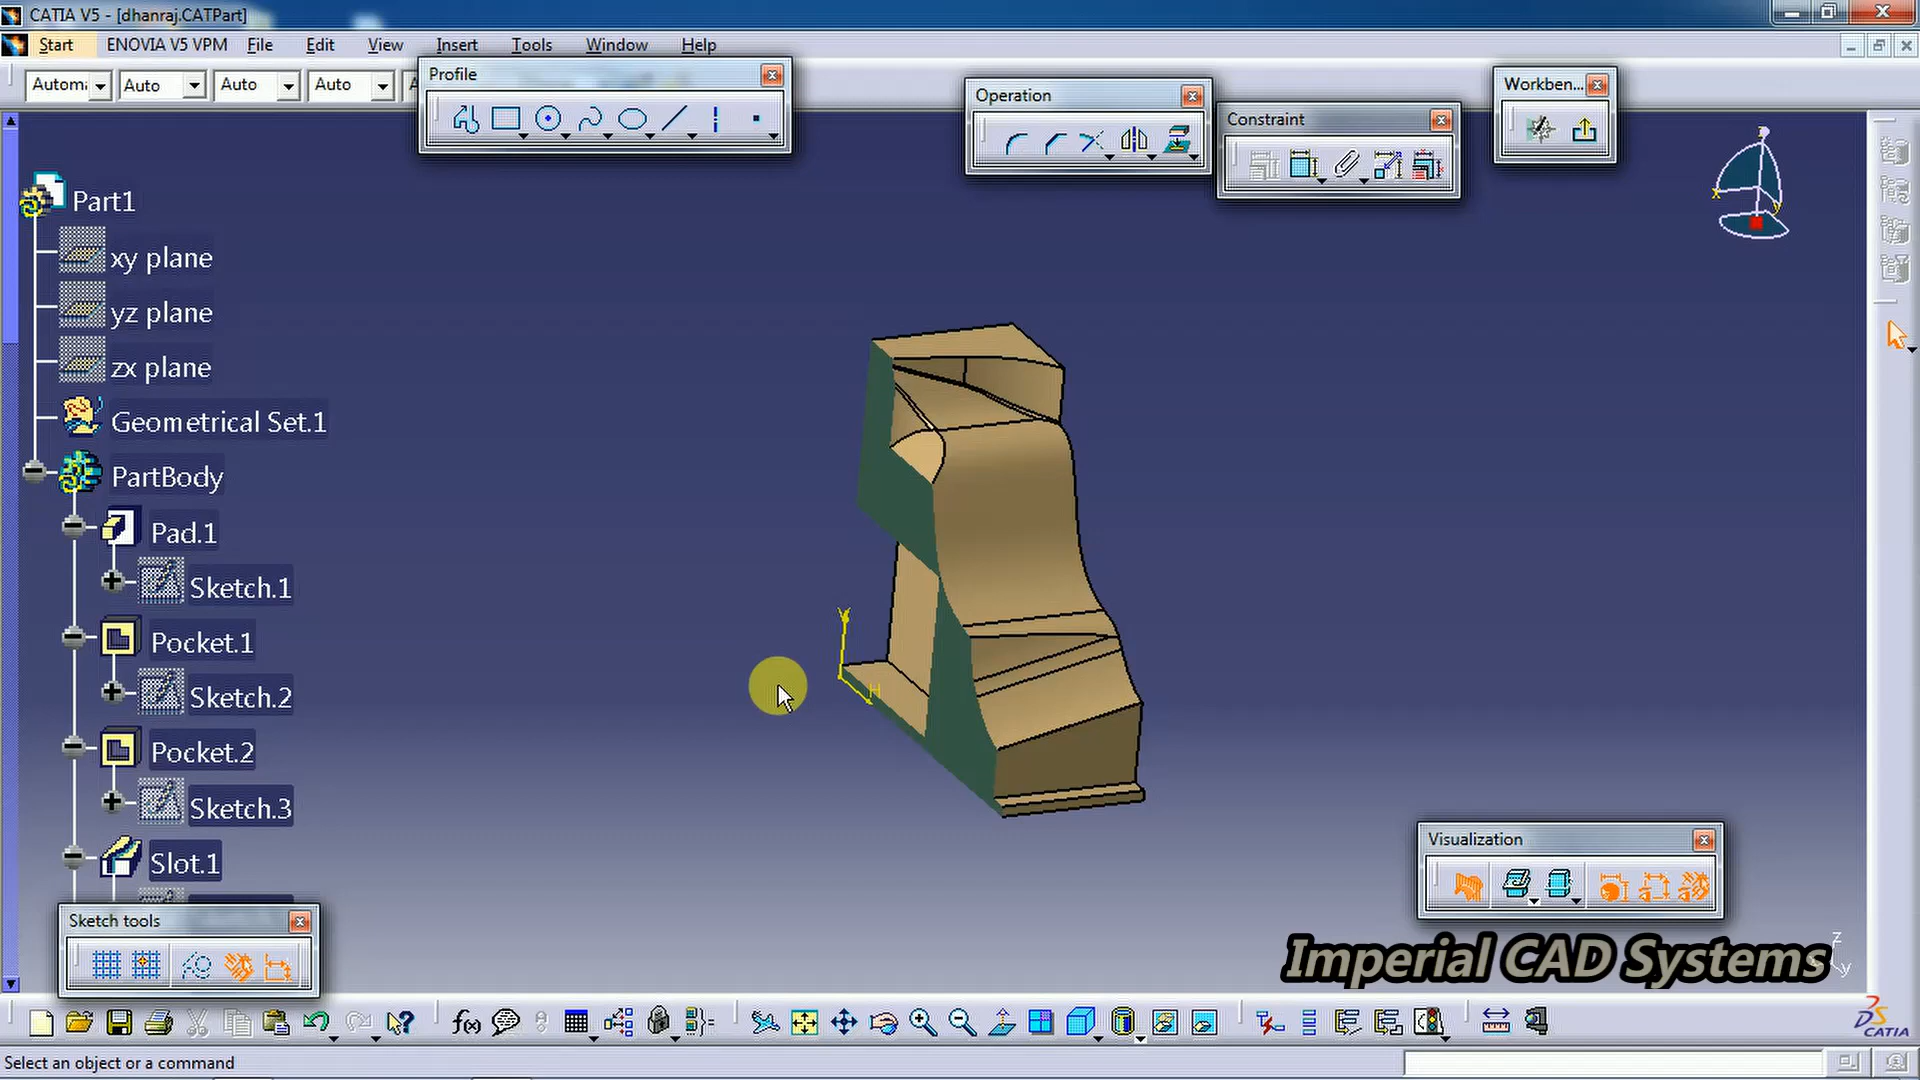 CATIA V5 - [dhanraj.CATPart]
Start ENOVIA V5 VPM File Edit View Insert Tools Window Help
Autom Auto Auto Auto
Profile
Operation
Constraint
Workben...
x
y
Part1
xy plane
yz plane
zx plane
Geometrical Set.1
PartBody
Pad.1
Sketch.1
Pocket.1
Sketch.2
Pocket.2
Sketch.3
Slot.1
V
H
Sketch tools
Visualization
Imperial CAD Systems
z
y
f(x)
DS CATIA
Select an object or a command